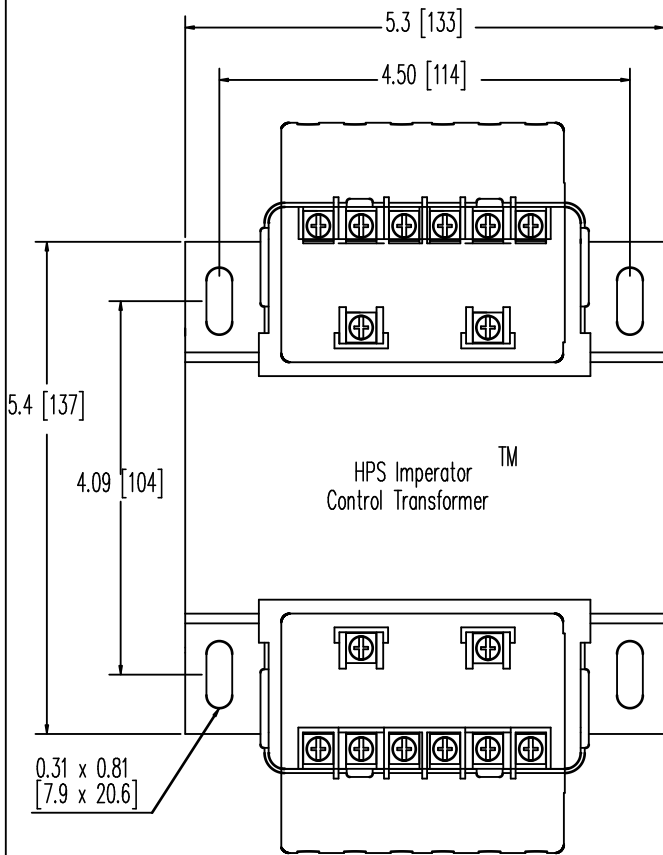 5.3 [133]
4.50 [114]
5.4 [137]
4.09 [104]
HPS Imperator TM
Control Transformer
0.31 x 0.81
[7.9 x 20.6]